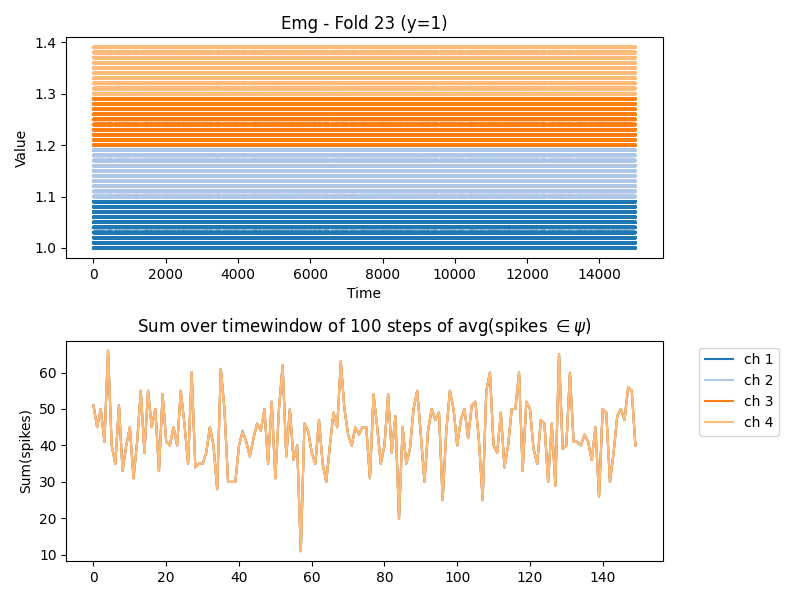 Emg - Fold 23 (y=1)
1.4
1.3
1.2
1.1
1.0
Value
0 2000 4000 6000 8000 10000 12000 14000
Time
Sum over timewindow of 100 steps of avg(spikes ∈ ψ)
60
50
40
30
20
10
Sum(spikes)
0 20 40 60 80 100 120 140
ch 1
ch 2
ch 3
ch 4